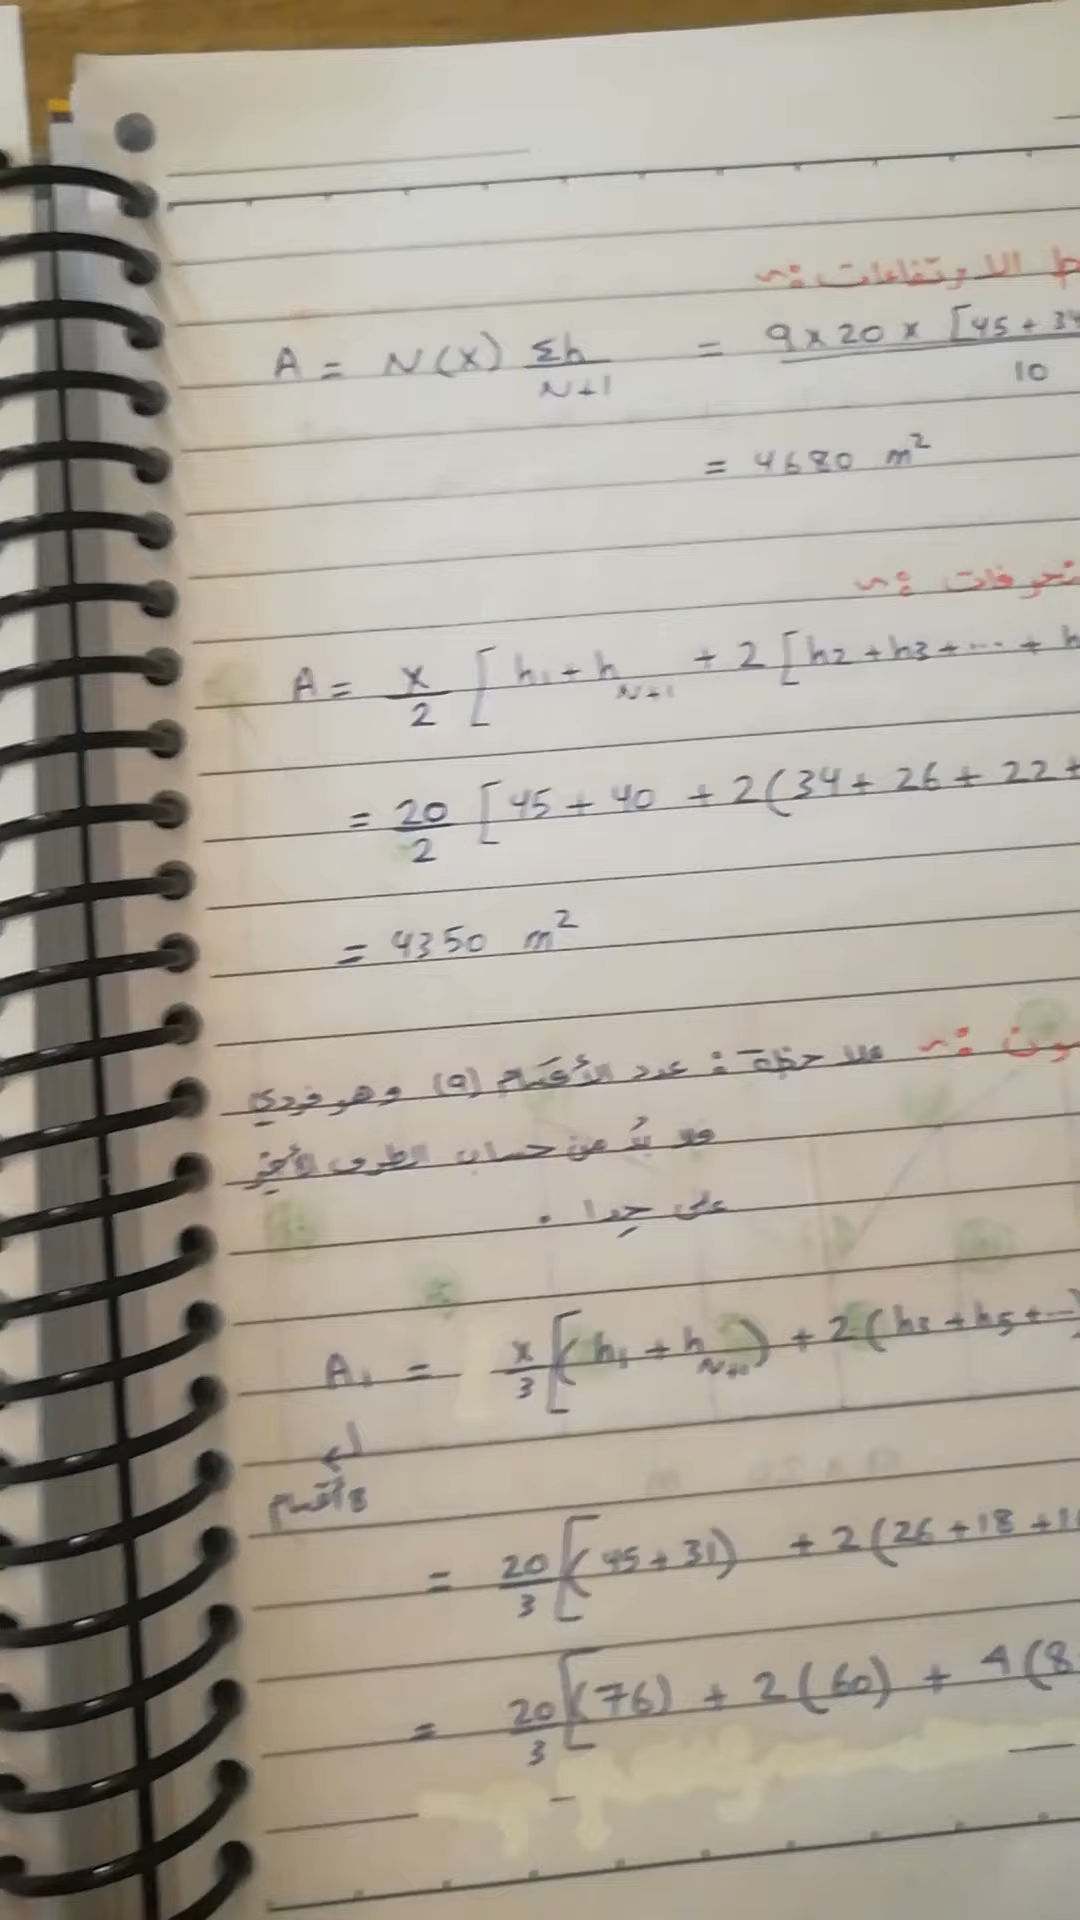 الارتفاعات :~
A = N(X) Σh / N+1 = 9 x 20 x [45 + 34 / 10
= 4680 m²
:~
A = X/2 [h₁ + h N+1 + 2 [h2 + h3 + ... + h
= 20/2 [45 + 40 + 2(34 + 26 + 22 +
= 4350 m²
:~ ملاحظة : عدد الأقسام (9) وهو فردي
فلا بدّ من حساب الطرف الأخير
على حدا .
A₁ = X/3 [(h₁ + h N+1) + 2(h3 + h5 + ...
8 أقسام
= 20/3 [(45 + 31) + 2(26 + 18 +
= 20/3 [(76) + 2(60) + 4(8